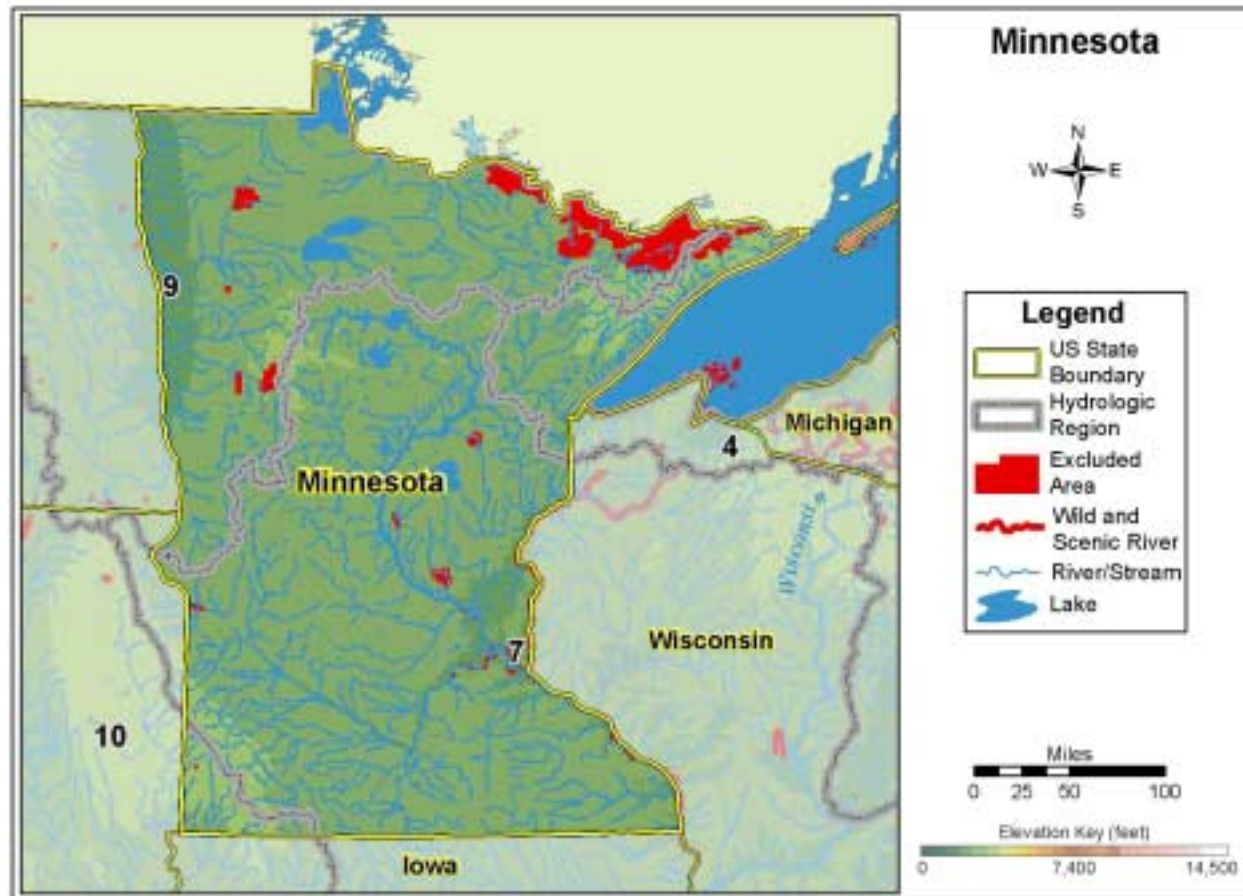 Minnesota
N
W E
S
9
Minnesota
Michigan
4
Wisconsin
7
Wisconsin
10
Iowa
Legend
US State
Boundary
Hydrologic
Region
Excluded
Area
Wild and
Scenic River
River/Stream
Lake
Miles
0 25 50 100
Elevation Key (feet)
0 7,400 14,500